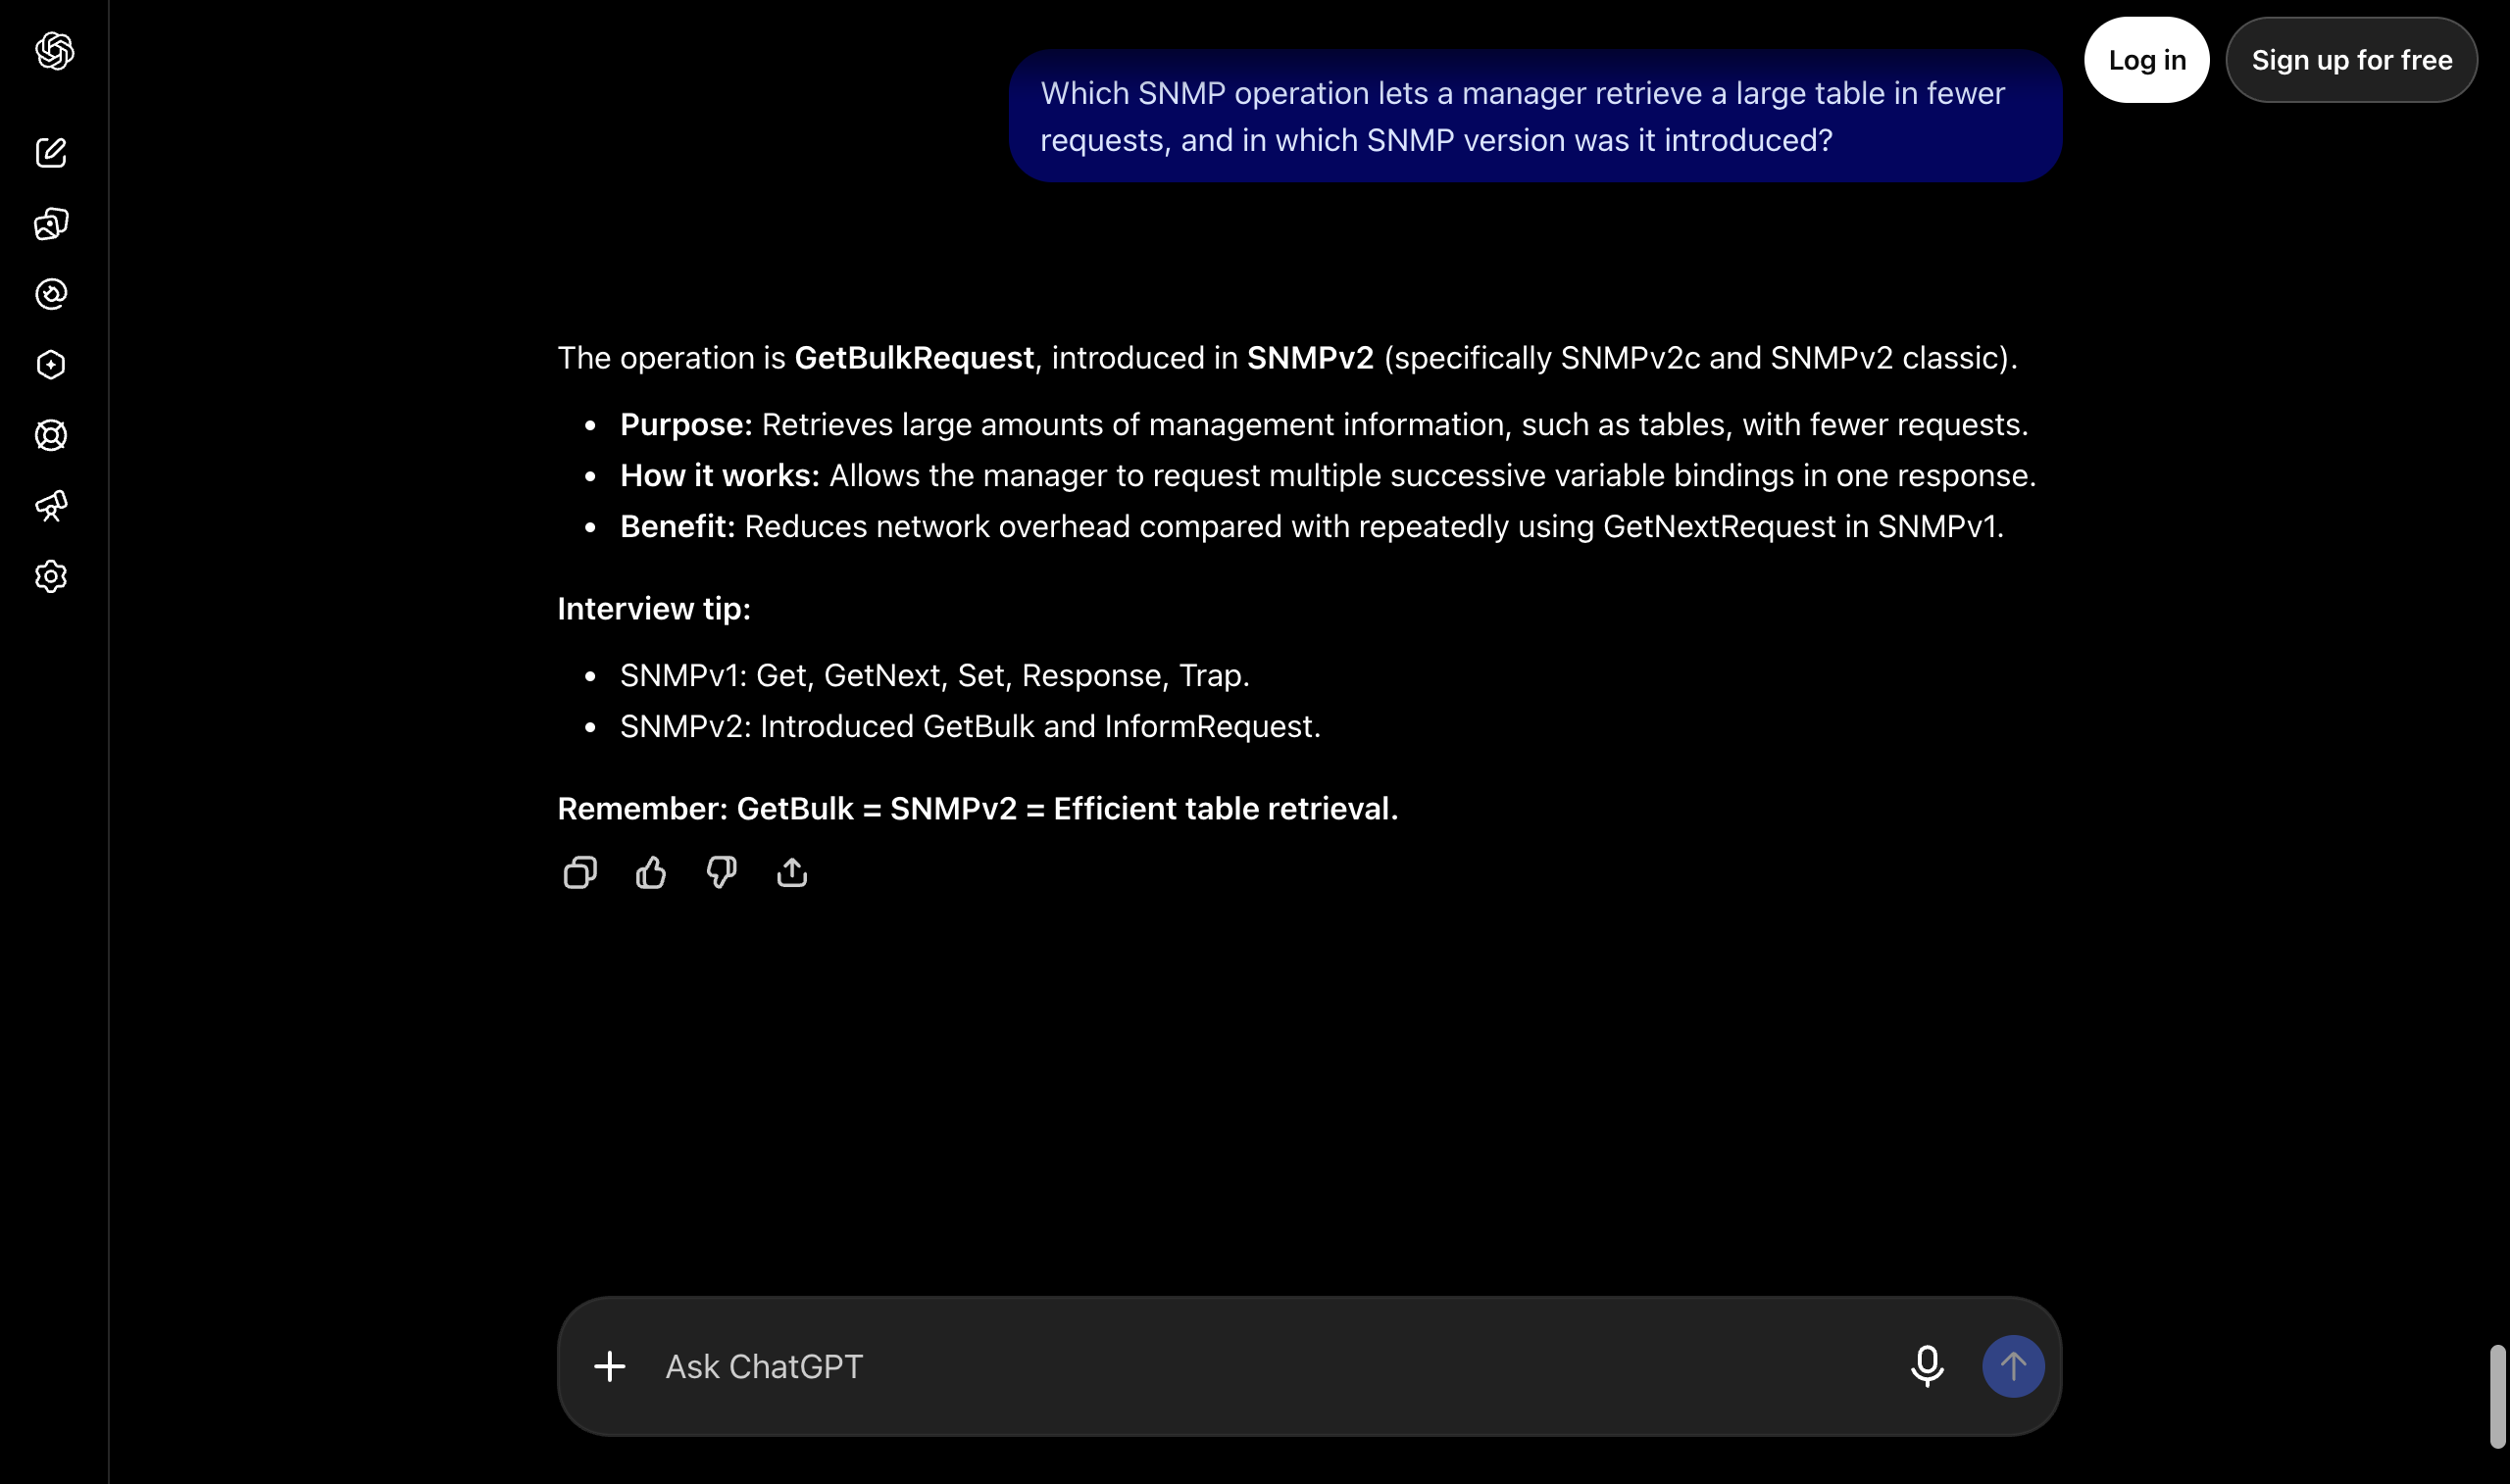 Log in
Sign up for free
Which SNMP operation lets a manager retrieve a large table in fewer
requests, and in which SNMP version was it introduced?
The operation is GetBulkRequest, introduced in SNMPv2 (specifically SNMPv2c and SNMPv2 classic).
• Purpose: Retrieves large amounts of management information, such as tables, with fewer requests.
• How it works: Allows the manager to request multiple successive variable bindings in one response.
• Benefit: Reduces network overhead compared with repeatedly using GetNextRequest in SNMPv1.
Interview tip:
• SNMPv1: Get, GetNext, Set, Response, Trap.
• SNMPv2: Introduced GetBulk and InformRequest.
Remember: GetBulk = SNMPv2 = Efficient table retrieval.
Ask ChatGPT